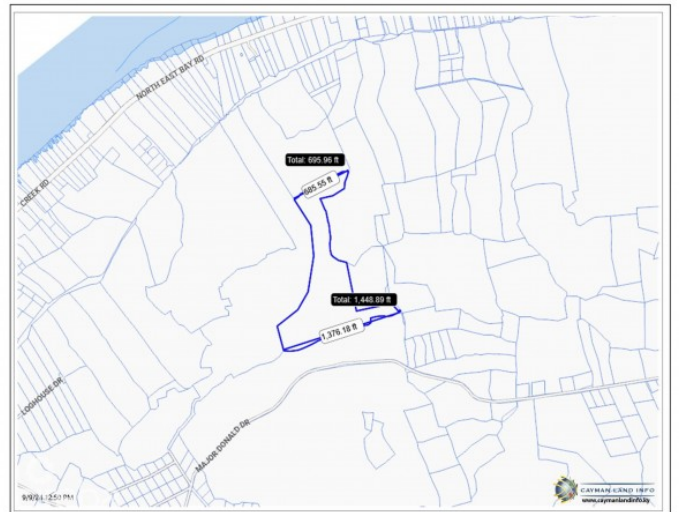 NORTH EAST BAY RD
Total: 695.96 ft
685.55 ft
CREEK RD
Total: 1,448.89 ft
1,376.18 ft
LOGHOUSE DR
MAJOR DONALD DR
CAYMAN LAND INFO
www.caymanlandinfo.ky